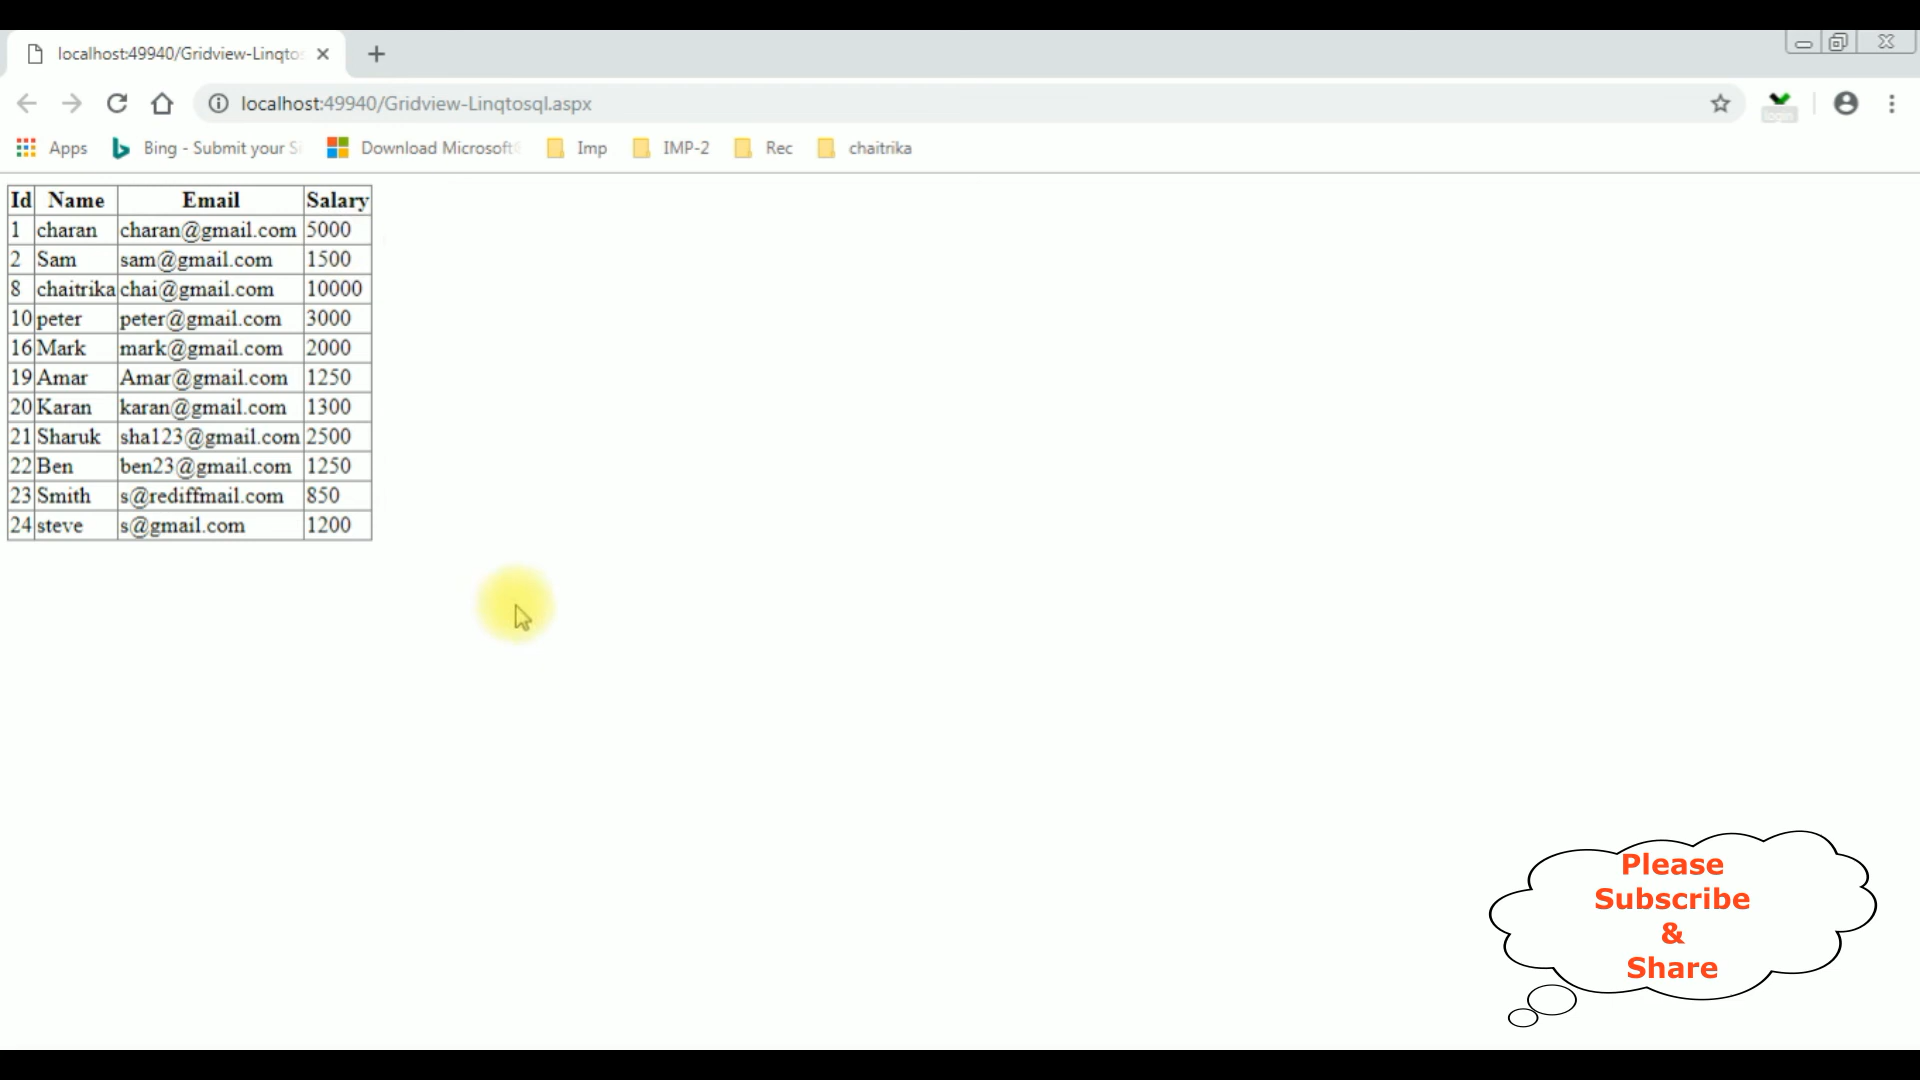 localhost:49940/Gridview-Linqto
localhost:49940/Gridview-Linqtosql.aspx
login
Apps Bing - Submit your Si Download Microsoft Imp IMP-2 Rec chaitrika
Id Name Email Salary
1 charan charan@gmail.com 5000
2 Sam sam@gmail.com 1500
8 chaitrika chai@gmail.com 10000
10 peter peter@gmail.com 3000
16 Mark mark@gmail.com 2000
19 Amar Amar@gmail.com 1250
20 Karan karan@gmail.com 1300
21 Sharuk sha123@gmail.com 2500
22 Ben ben23@gmail.com 1250
23 Smith s@rediffmail.com 850
24 steve s@gmail.com 1200
Please
Subscribe
&
Share